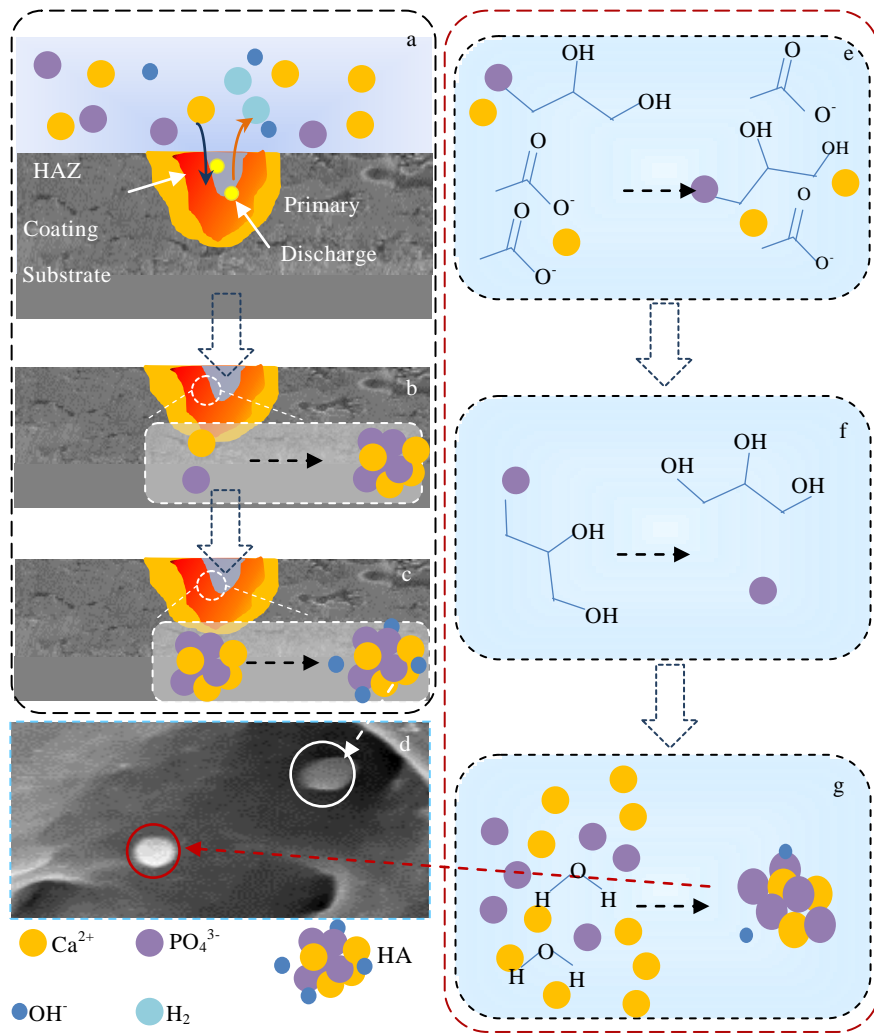 a
HAZ
Primary
Coating
Discharge
Substrate
b
c
d
Ca²⁺
PO₄³⁻
HA
OH⁻
H₂
e
OH
OH
O
O⁻
O
O⁻
O
O⁻
OH
OH
O
O⁻
f
OH
OH
OH
OH
OH
g
O
H
H
O
H
H